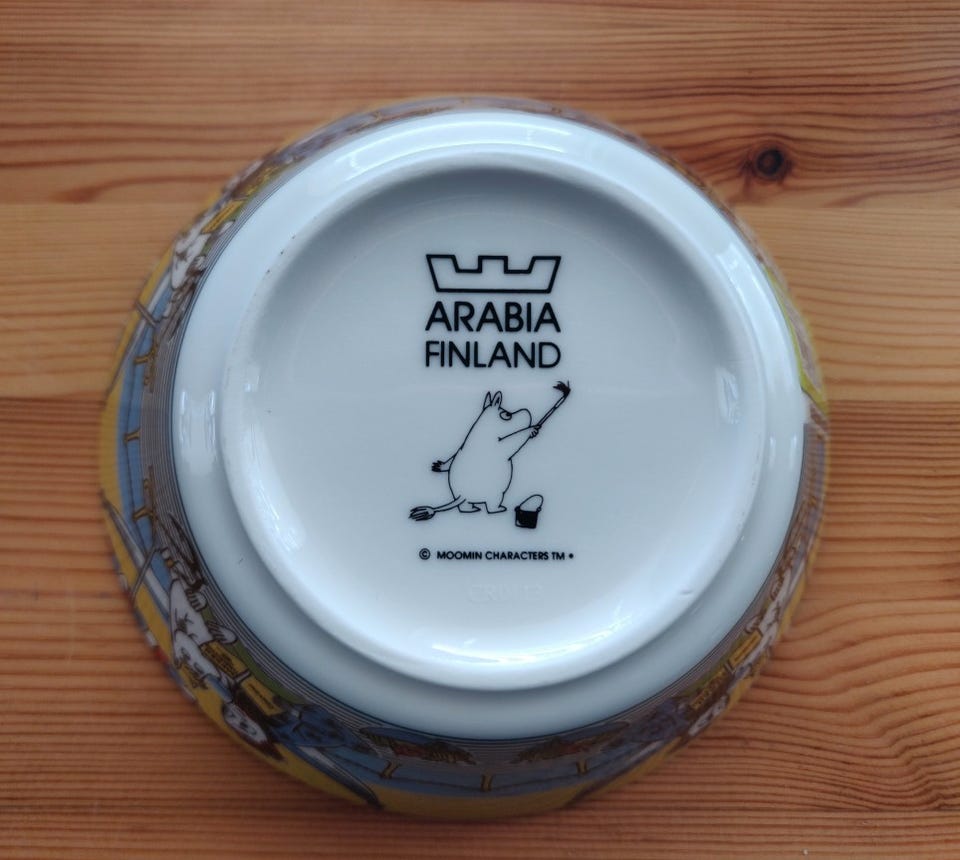 ARABIA
FINLAND
© MOOMIN CHARACTERS TM •